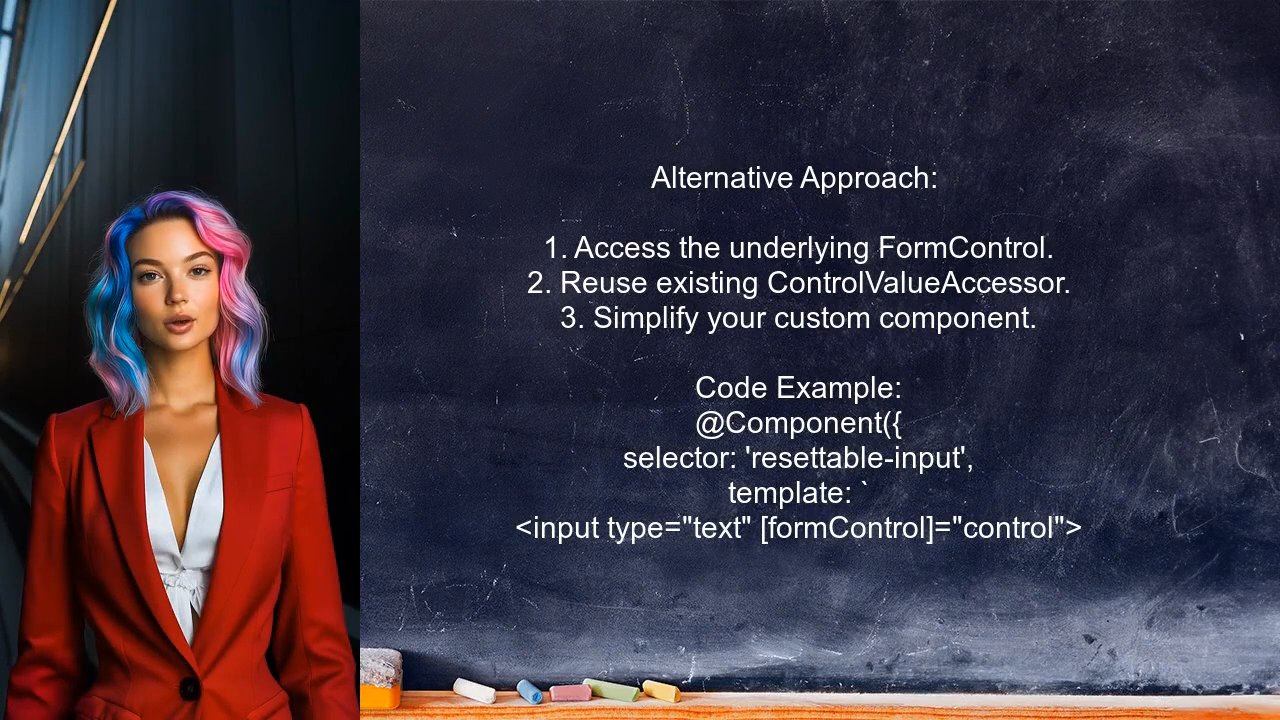 Alternative Approach:
1. Access the underlying FormControl.
2. Reuse existing ControlValueAccessor.
3. Simplify your custom component.
Code Example:
@Component({
selector: 'resettable-input',
template: `
<input type="text" [formControl]="control">